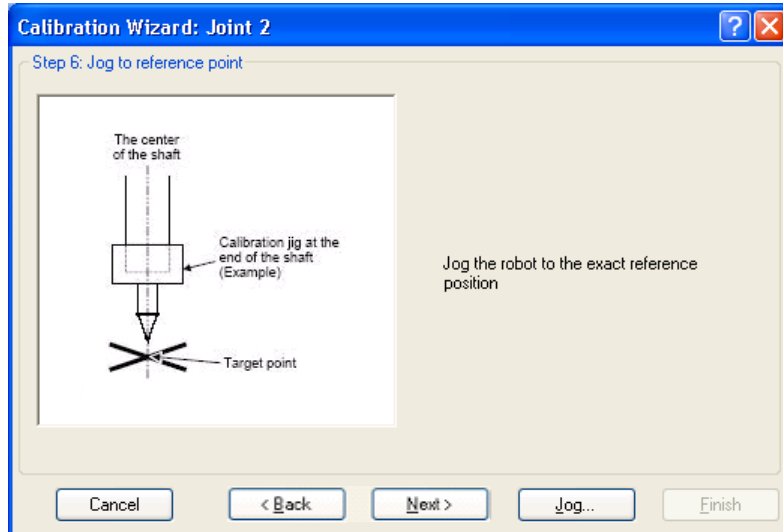 Calibration Wizard: Joint 2
Step 6: Jog to reference point
The center
of the shaft
Calibration jig at the
end of the shaft
(Example)
Target point
Jog the robot to the exact reference
position
Cancel
< Back
Next >
Jog...
Finish